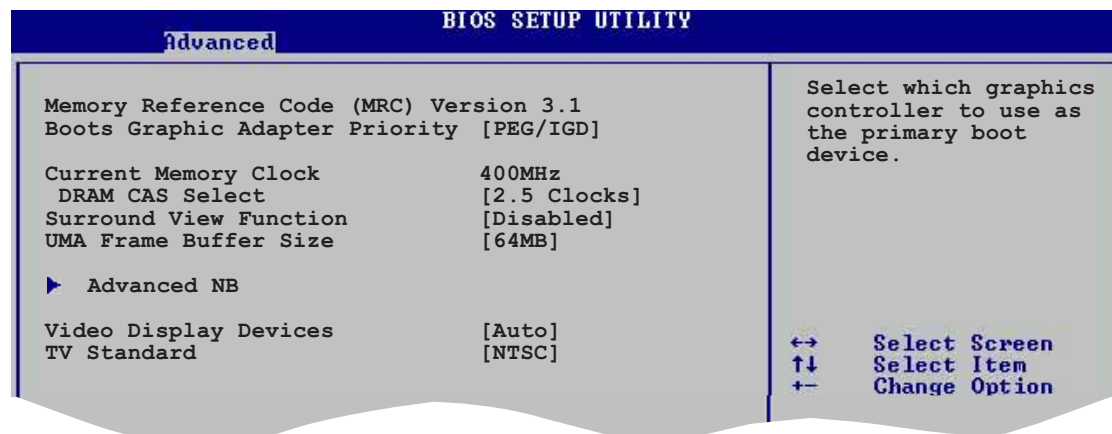 BIOS SETUP UTILITY
Advanced
Memory Reference Code (MRC) Version 3.1
Boots Graphic Adapter Priority [PEG/IGD]
Current Memory Clock 400MHz
DRAM CAS Select [2.5 Clocks]
Surround View Function [Disabled]
UMA Frame Buffer Size [64MB]
Advanced NB
Video Display Devices [Auto]
TV Standard [NTSC]
Select which graphics
controller to use as
the primary boot
device.
↔ Select Screen
↑↓ Select Item
+- Change Option